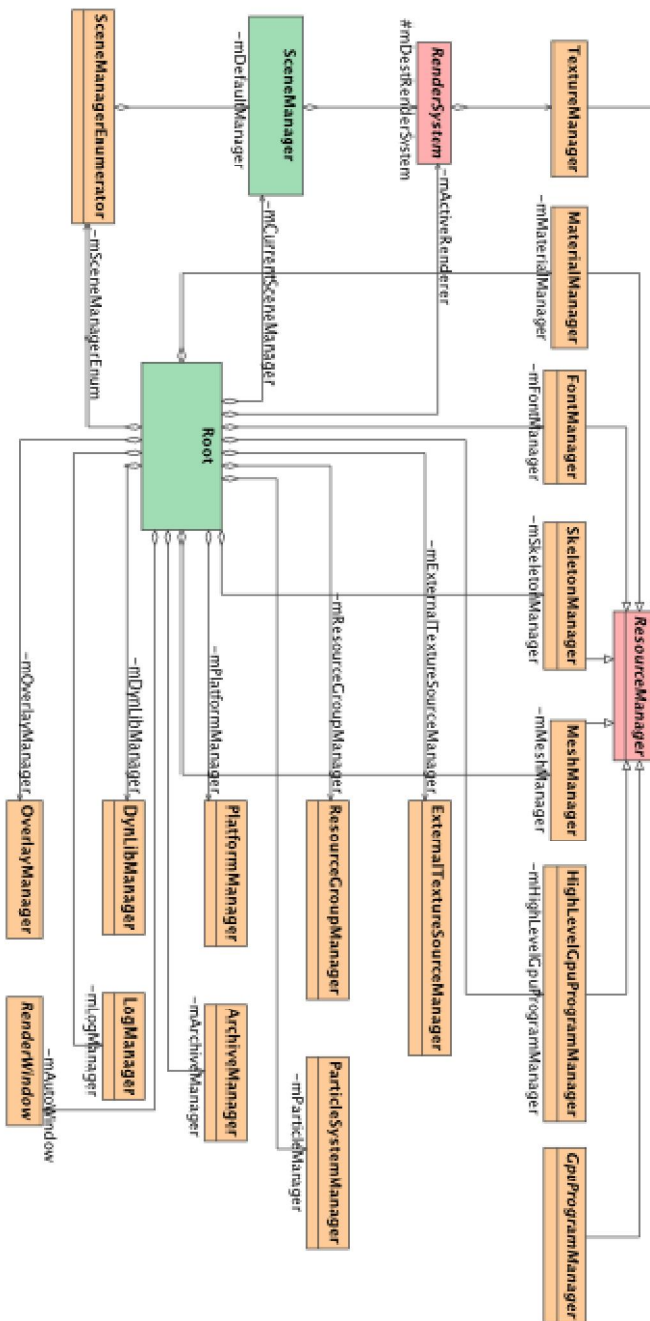 ResourceManager
TextureManager
MaterialManager
-mMaterialManager
FontManager
-mFontManager
SkeletonManager
-mSkeletonManager
MeshManager
-mMeshManager
HighLevelGpuProgramManager
-mHighLevelGpuProgramManager
GpuProgramManager
RenderSystem
#mDestRenderSystem
-mActiveRenderer
ExternalTextureSourceManager
-mExternalTextureSourceManager
SceneManager
-mDefaultManager
-mCurrentSceneManager
ResourceGroupManager
-mResourceGroupManager
ParticleSystemManager
-mParticleManager
Root
PlatformManager
-mPlatformManager
ArchiveManager
-mArchiveManager
SceneManagerEnumerator
-mSceneManagerEnum
DynLibManager
-mDynLibManager
LogManager
-mLogManager
OverlayManager
-mOverlayManager
RenderWindow
-mAutoWindow